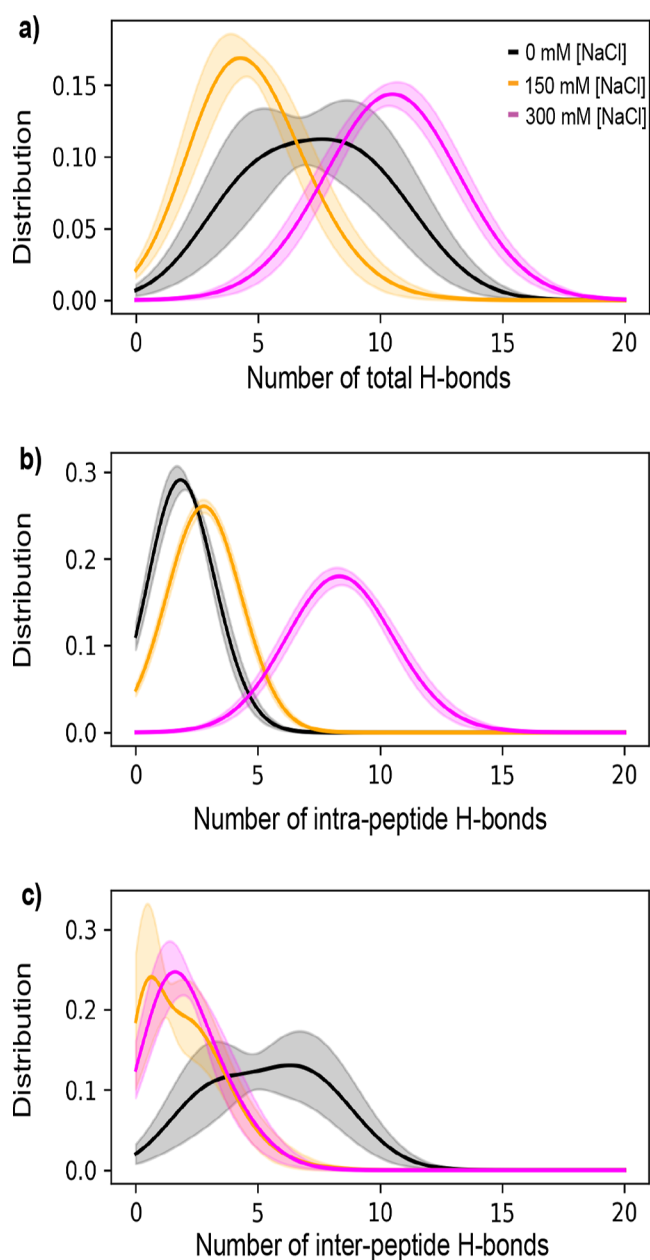 a)
0 mM [NaCl]
150 mM [NaCl]
300 mM [NaCl]
Distribution
0.15
0.10
0.05
0.00
0 5 10 15 20
Number of total H-bonds
b)
Distribution
0.3
0.2
0.1
0.0
0 5 10 15 20
Number of intra-peptide H-bonds
c)
Distribution
0.3
0.2
0.1
0.0
0 5 10 15 20
Number of inter-peptide H-bonds